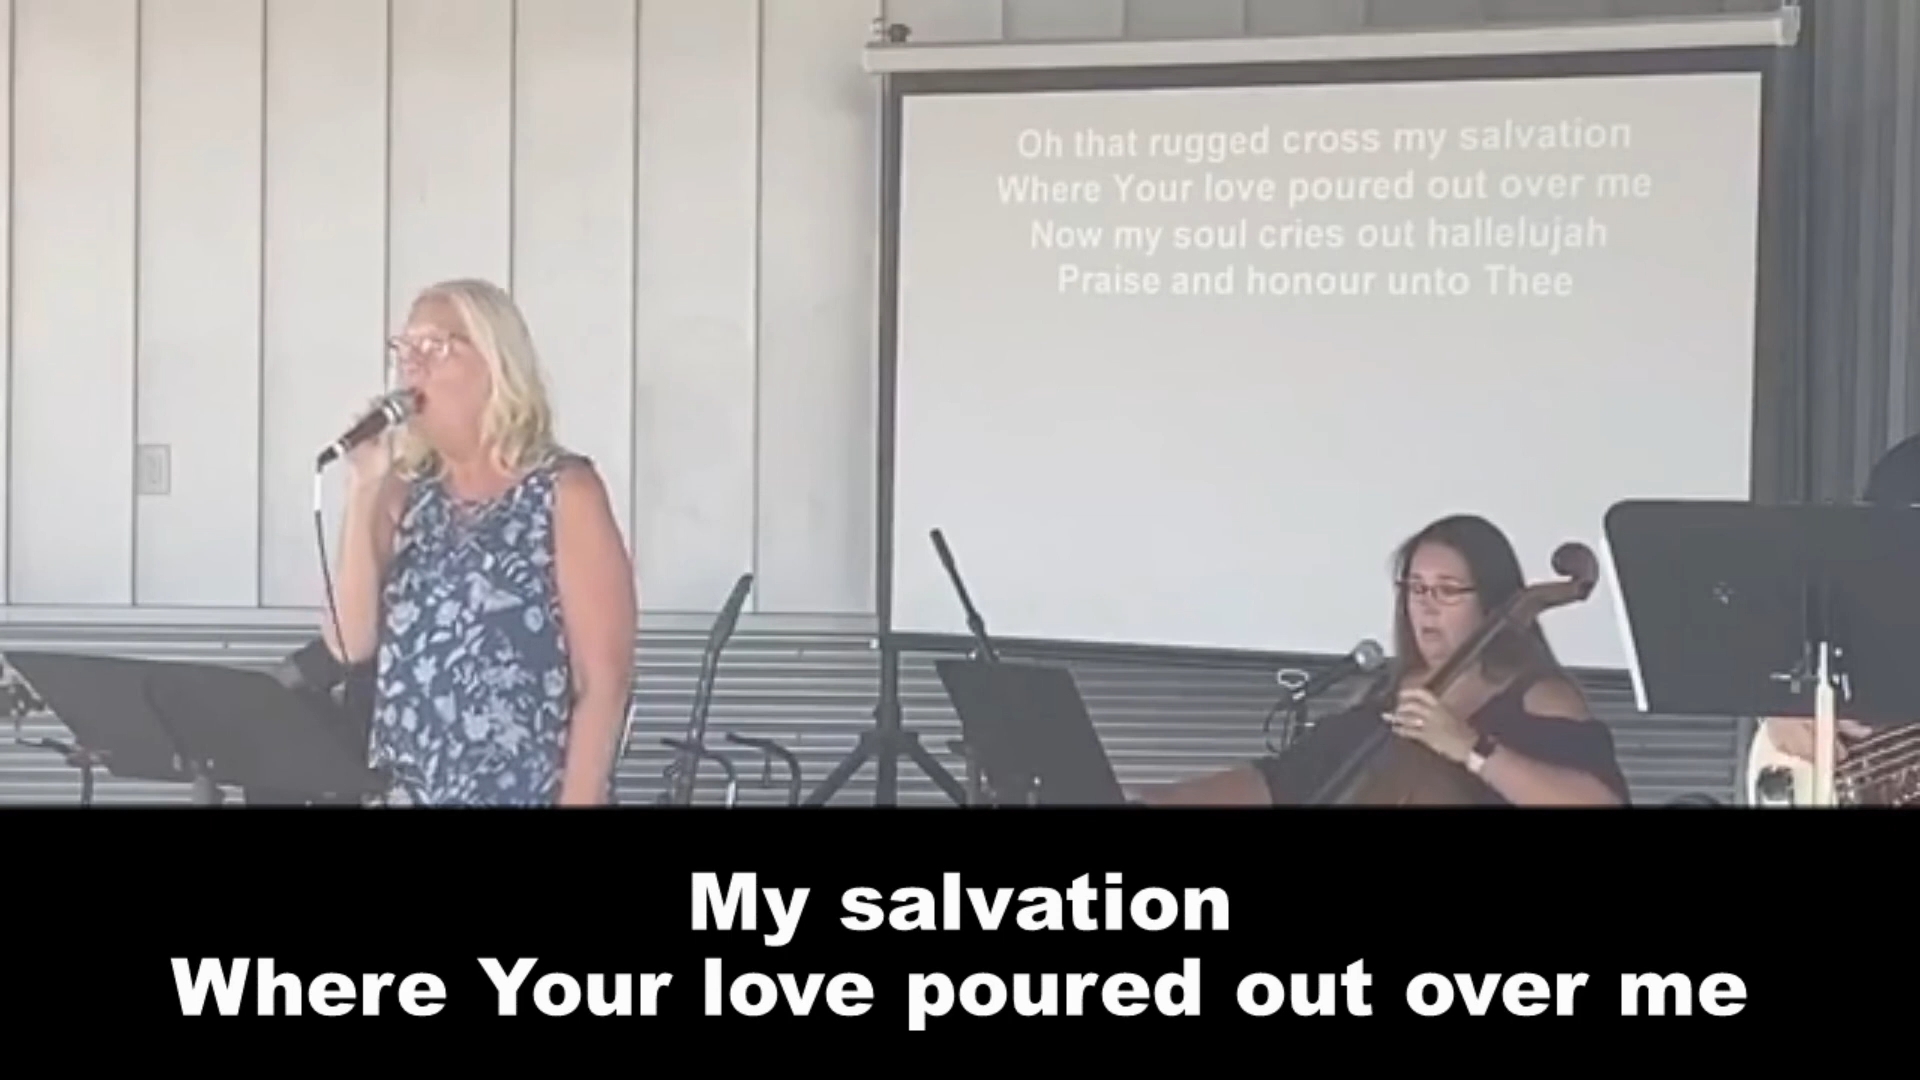 Oh that rugged cross my salvation
Where Your love poured out over me
Now my soul cries out hallelujah
Praise and honour unto Thee
My salvation
Where Your love poured out over me